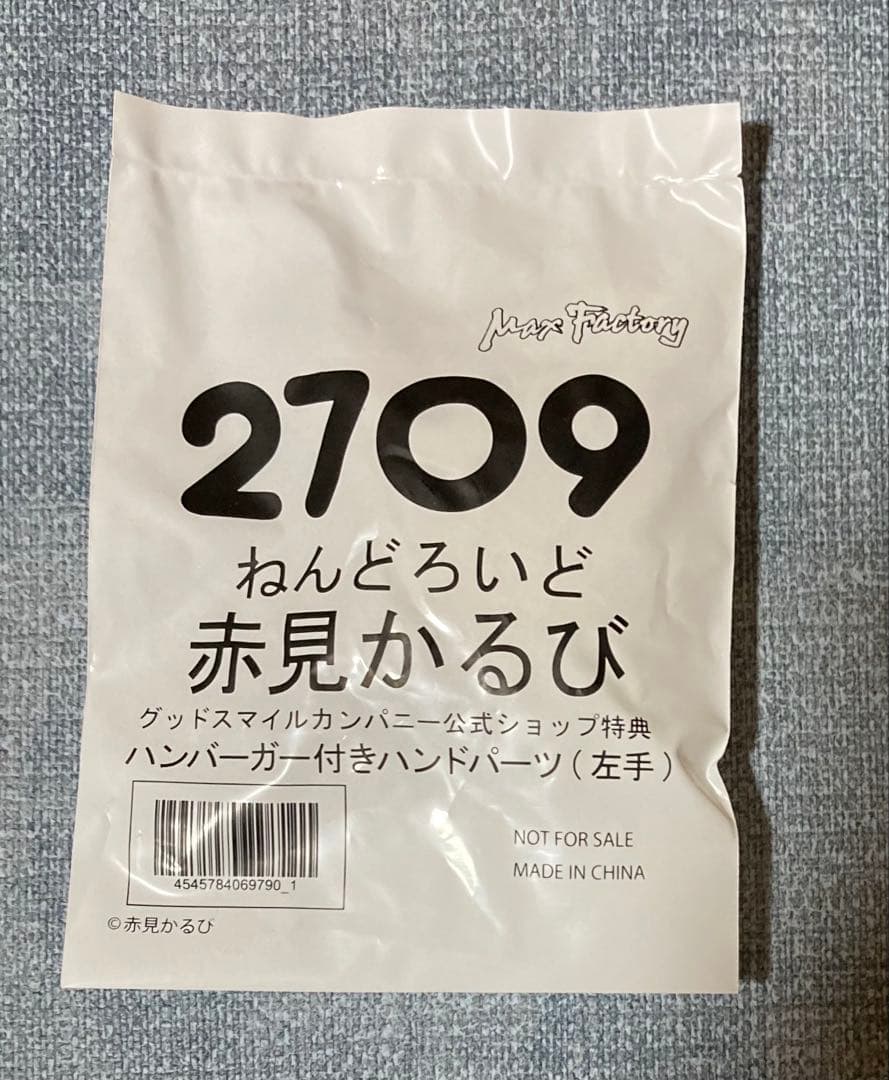 Max Factory
2709
ねんどろいど
赤見かるび
グッドスマイルカンパニー公式ショップ特典
ハンバーガー付きハンドパーツ(左手)
4545784069790_1
NOT FOR SALE
MADE IN CHINA
©赤見かるび